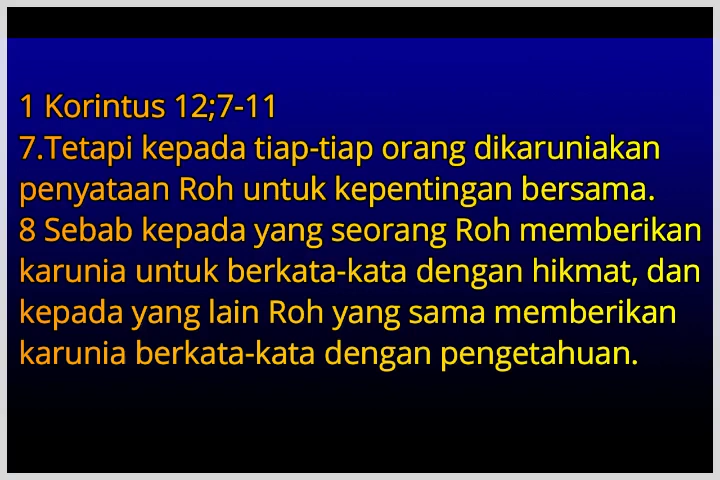 1 Korintus 12;7-11
7.Tetapi kepada tiap-tiap orang dikaruniakan
penyataan Roh untuk kepentingan bersama.
8 Sebab kepada yang seorang Roh memberikan
karunia untuk berkata-kata dengan hikmat, dan
kepada yang lain Roh yang sama memberikan
karunia berkata-kata dengan pengetahuan.